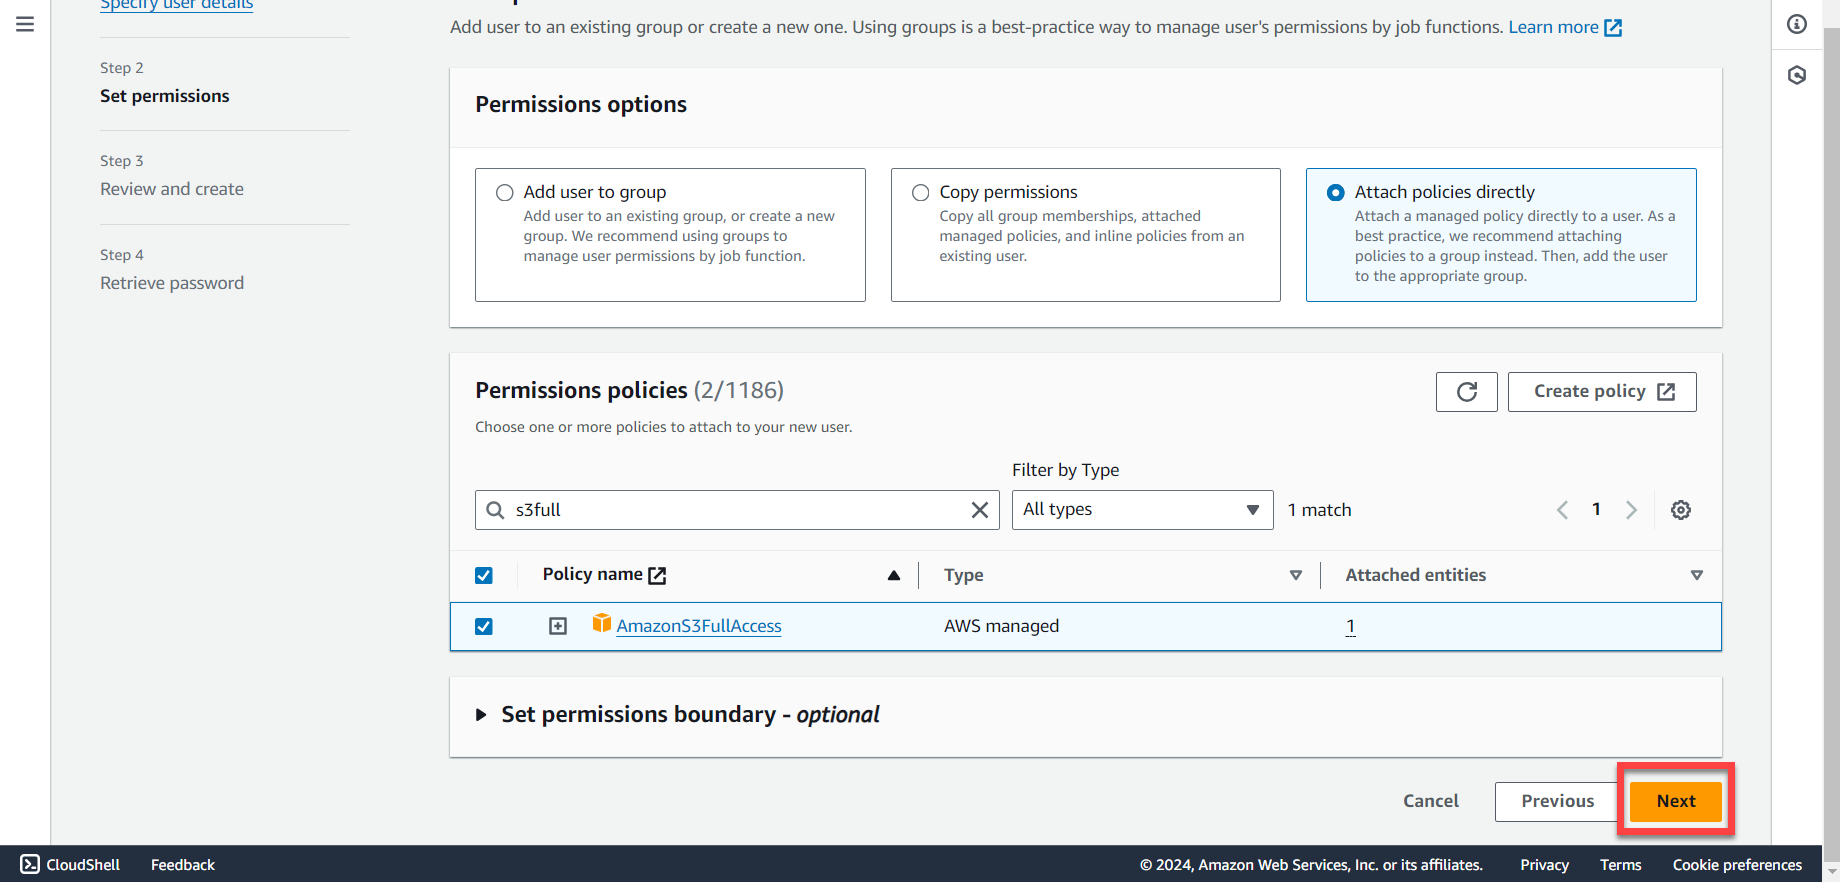 Specify user details
Step 2
Set permissions
Step 3
Review and create
Step 4
Retrieve password
Add user to an existing group or create a new one. Using groups is a best-practice way to manage user's permissions by job functions. Learn more
Permissions options
Add user to group
Add user to an existing group, or create a new
group. We recommend using groups to
manage user permissions by job function.
Copy permissions
Copy all group memberships, attached
managed policies, and inline policies from an
existing user.
Attach policies directly
Attach a managed policy directly to a user. As a
best practice, we recommend attaching
policies to a group instead. Then, add the user
to the appropriate group.
Permissions policies (2/1186)
Create policy
Choose one or more policies to attach to your new user.
Filter by Type
s3full
All types
1 match
1
Policy name
Type
Attached entities
AmazonS3FullAccess
AWS managed
1
Set permissions boundary - optional
Cancel
Previous
Next
CloudShell
Feedback
© 2024, Amazon Web Services, Inc. or its affiliates.
Privacy
Terms
Cookie preferences